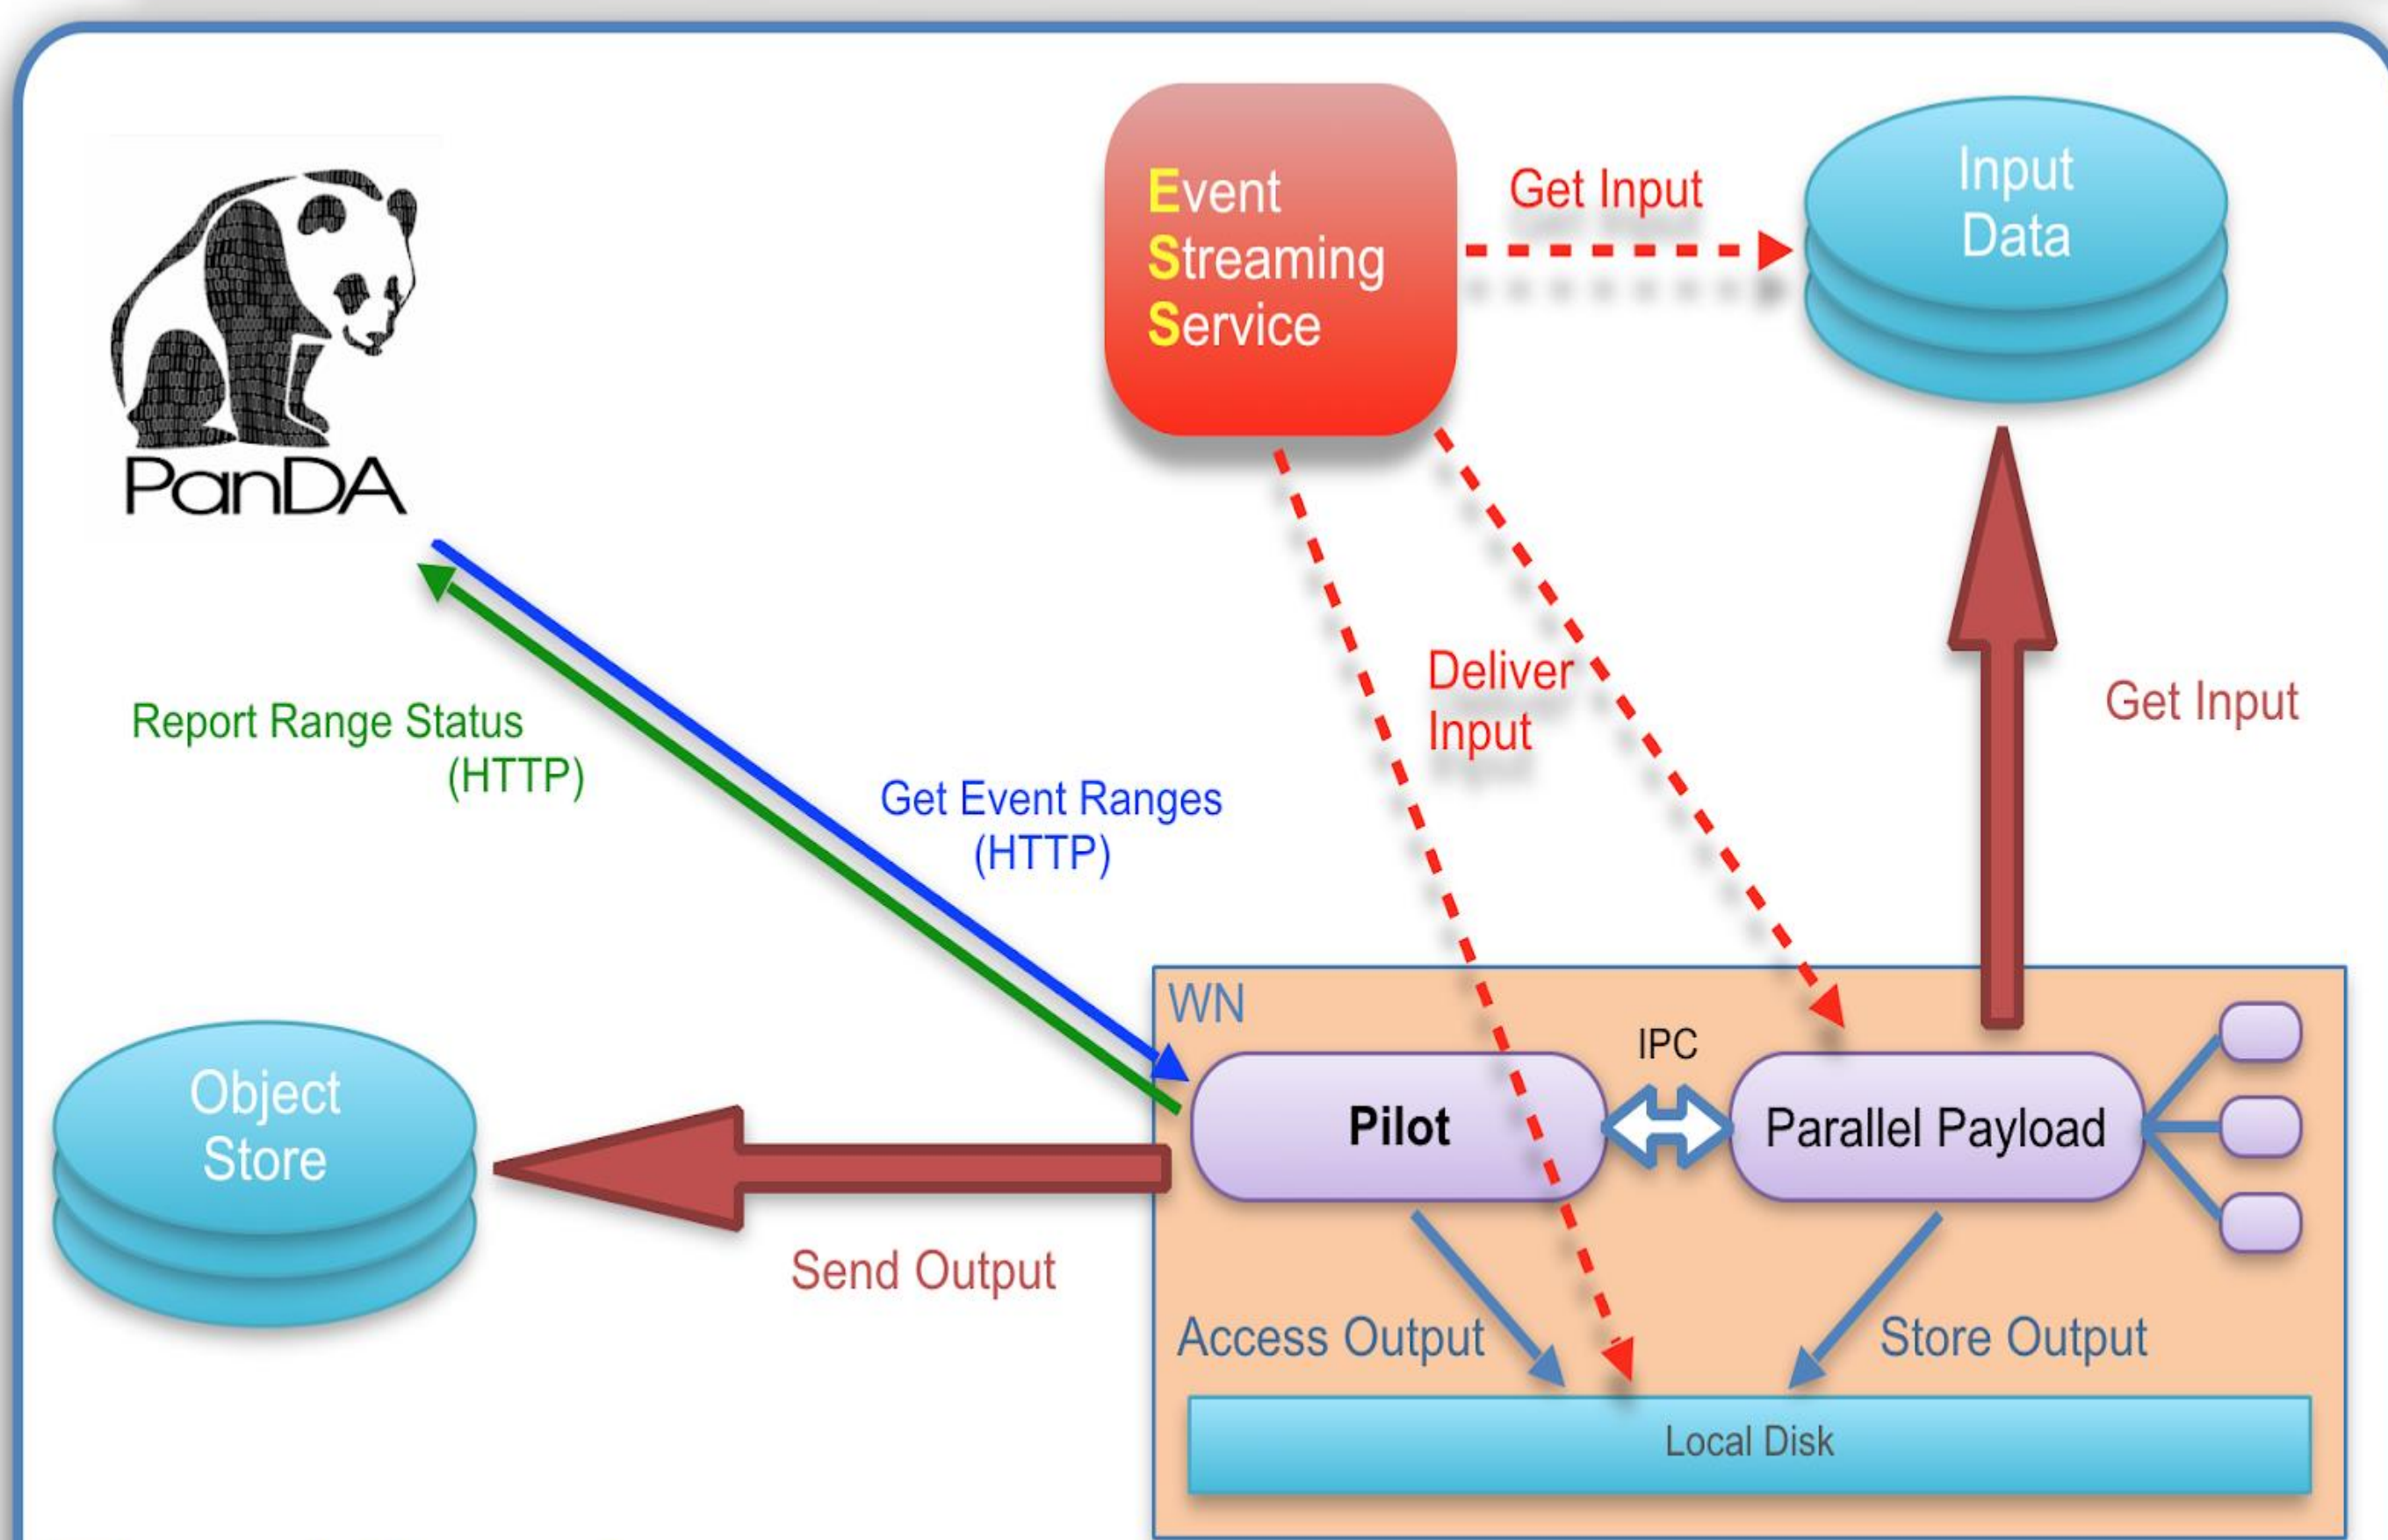 Event
Streaming
Service
Get Input
Input
Data
PanDA
Deliver
Input
Get Input
Report Range Status
(HTTP)
Get Event Ranges
(HTTP)
WN
IPC
Object
Store
Pilot
Parallel Payload
Send Output
Access Output
Store Output
Local Disk